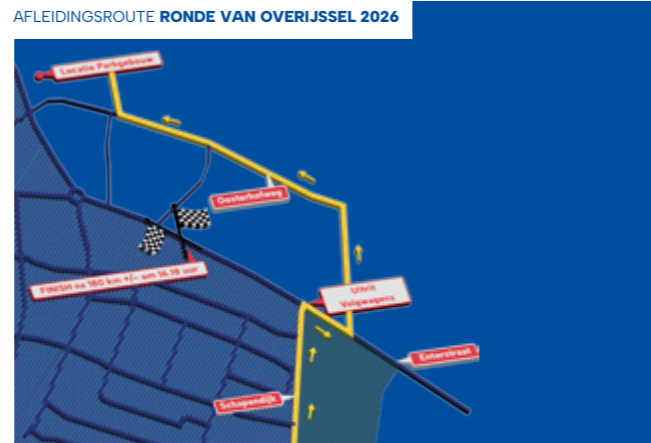 AFLEIDINGSROUTE RONDE VAN OVERIJSSEL 2026
Locatie Parkgebouw
Oosterhofweg
FINISH na 180 km +/- om 16.18 uur
Uitrit
Volgwagens
Enterstraat
Schapendijk